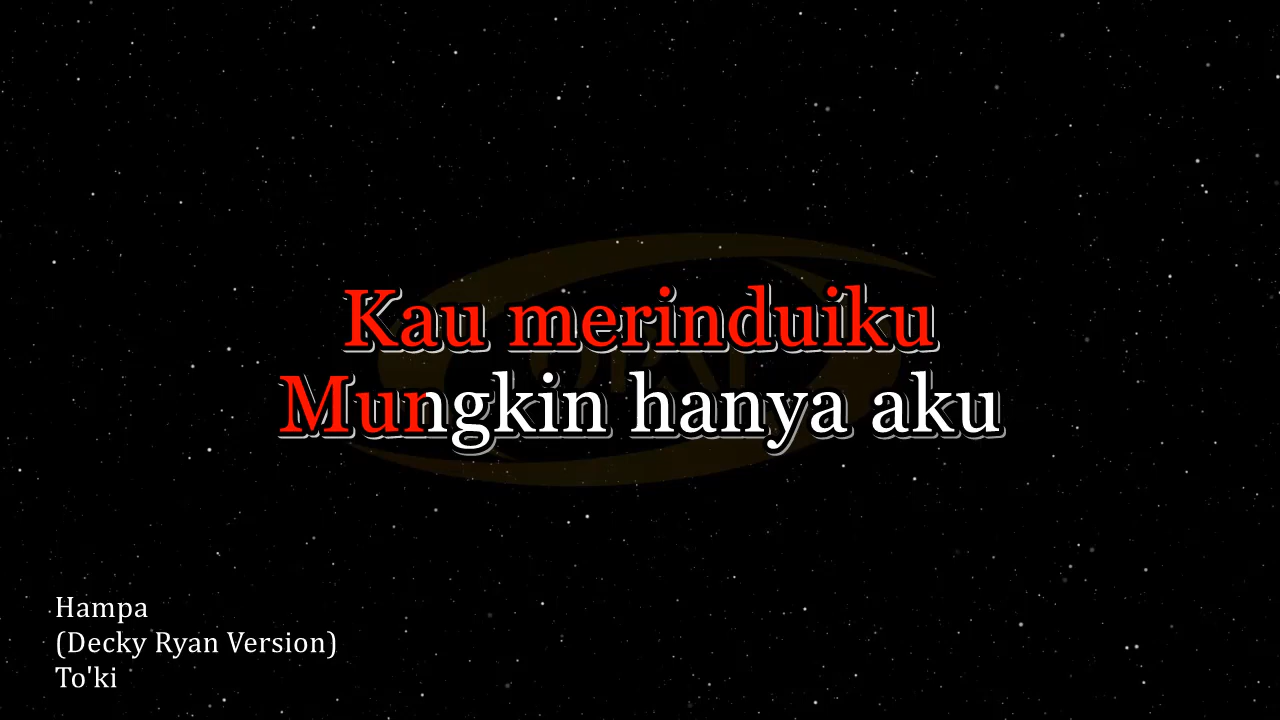 Kau merinduiku
Mungkin hanya aku
Hampa
(Decky Ryan Version)
To'ki